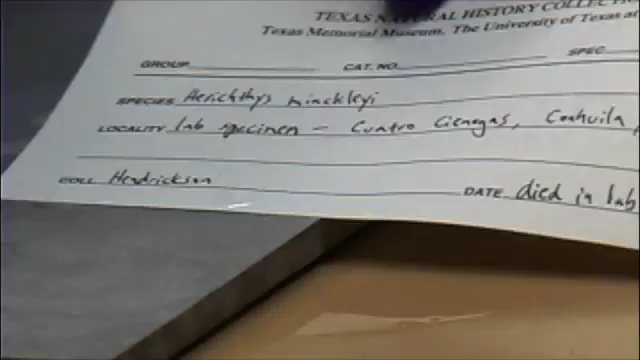 TEXAS NATURAL HISTORY COLLEC
Texas Memorial Museum, The University of Texas at
GROUP CAT. NO. SPEC
SPECIES Herichthys minckleyi
LOCALITY lab specimen - Cuatro Cienegas, Coahuila,
COLL Hendrickson DATE died in lab